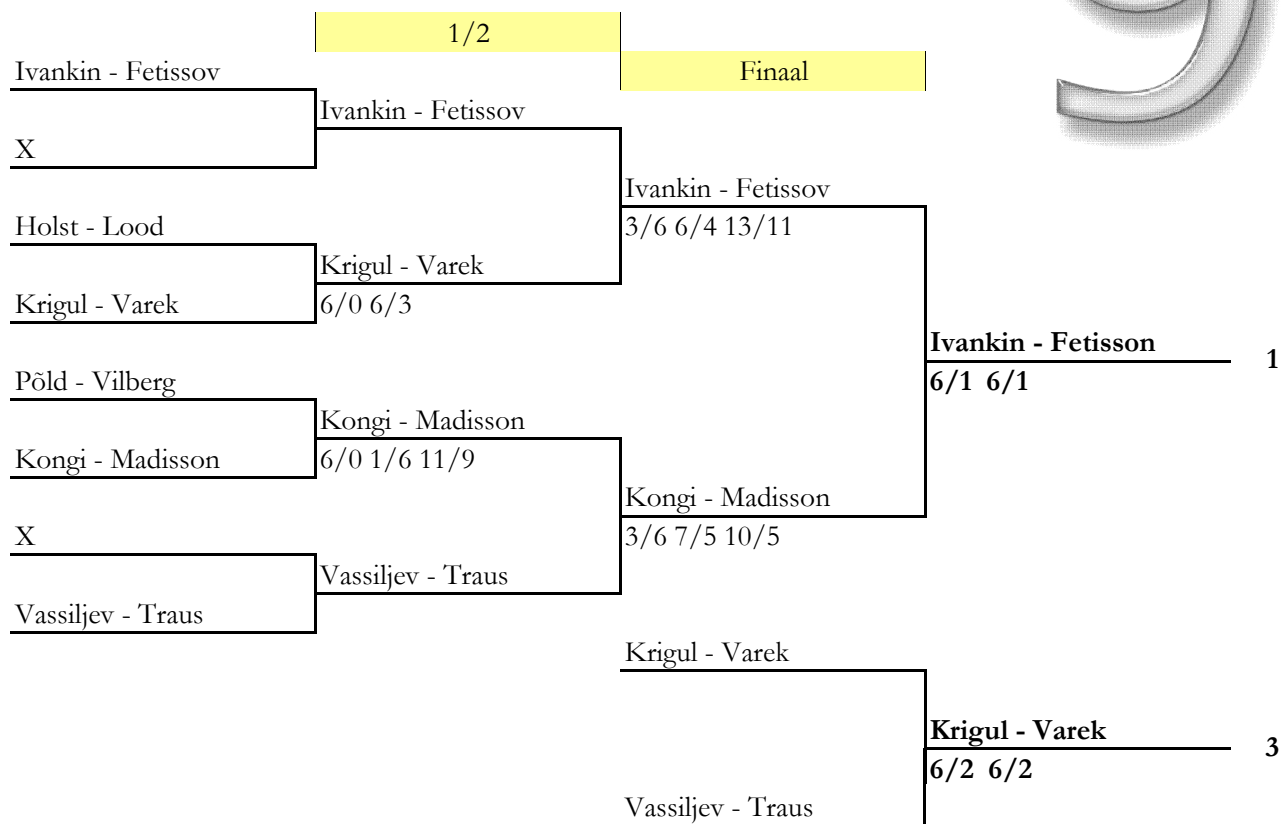 1/2
Finaal
Ivankin - Fetissov
Ivankin - Fetissov
X
Ivankin - Fetissov
3/6 6/4 13/11
Holst - Lood
Krigul - Varek
6/0 6/3
Krigul - Varek
Ivankin - Fetisson
1
6/1 6/1
Põld - Vilberg
Kongi - Madisson
6/0 1/6 11/9
Kongi - Madisson
Kongi - Madisson
3/6 7/5 10/5
X
Vassiljev - Traus
Vassiljev - Traus
Krigul - Varek
Krigul - Varek
3
6/2 6/2
Vassiljev - Traus